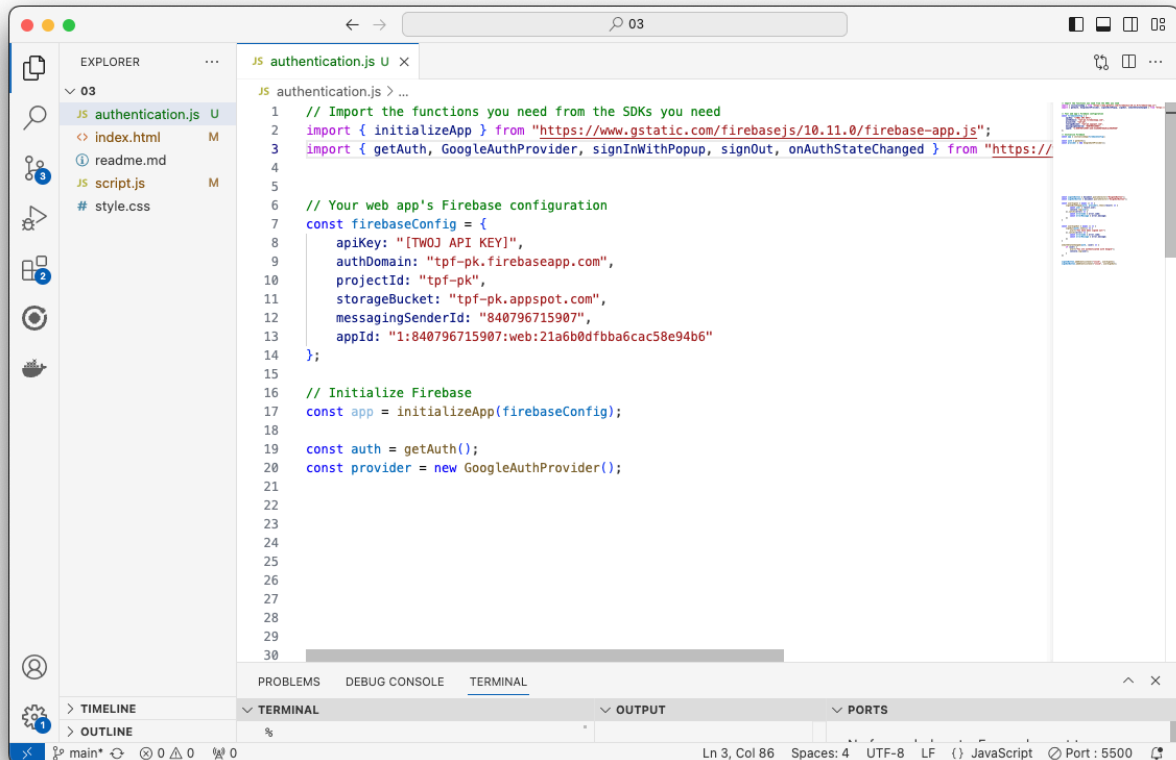 03
EXPLORER ...
03
JS authentication.js U
<> index.html M
readme.md
JS script.js M
# style.css
3
2
1
TIMELINE
OUTLINE
JS authentication.js U
JS authentication.js > ...
1 // Import the functions you need from the SDKs you need
2 import { initializeApp } from "https://www.gstatic.com/firebasejs/10.11.0/firebase-app.js";
3 import { getAuth, GoogleAuthProvider, signInWithPopup, signOut, onAuthStateChanged } from "https://
4
5
6 // Your web app's Firebase configuration
7 const firebaseConfig = {
8 apiKey: "[TWOJ API KEY]",
9 authDomain: "tpf-pk.firebaseapp.com",
10 projectId: "tpf-pk",
11 storageBucket: "tpf-pk.appspot.com",
12 messagingSenderId: "840796715907",
13 appId: "1:840796715907:web:21a6b0dfbba6cac58e94b6"
14 };
15
16 // Initialize Firebase
17 const app = initializeApp(firebaseConfig);
18
19 const auth = getAuth();
20 const provider = new GoogleAuthProvider();
21
22
23
24
25
26
27
28
29
30
PROBLEMS DEBUG CONSOLE TERMINAL
TERMINAL OUTPUT PORTS
%
main* 0 0 0 Ln 3, Col 86 Spaces: 4 UTF-8 LF {} JavaScript Port : 5500